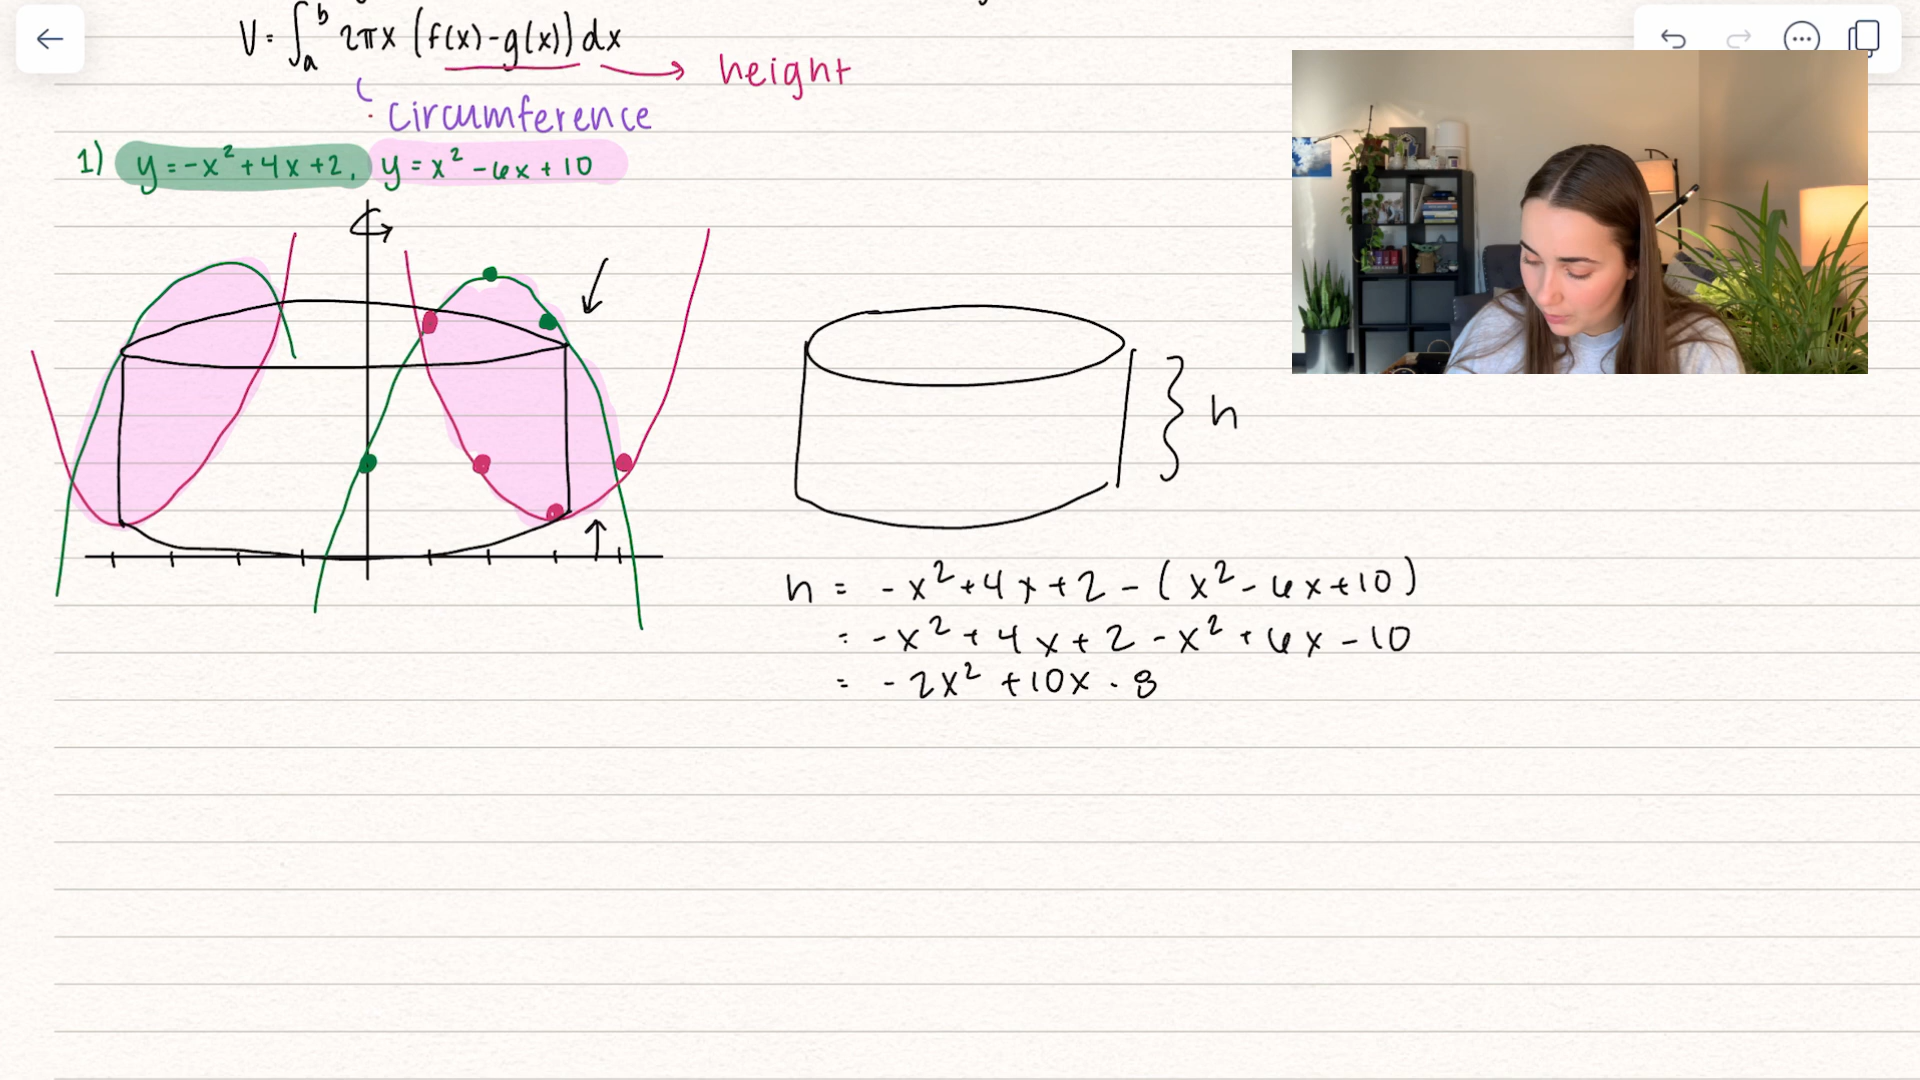 V = ∫ₐᵇ 2πx (f(x)-g(x)) dx
height
circumference
1) y = -x² + 4x + 2, y = x² - 6x + 10
h
h = -x² + 4x + 2 - (x² - 6x + 10)
= -x² + 4x + 2 - x² + 6x - 10
= -2x² + 10x - 8